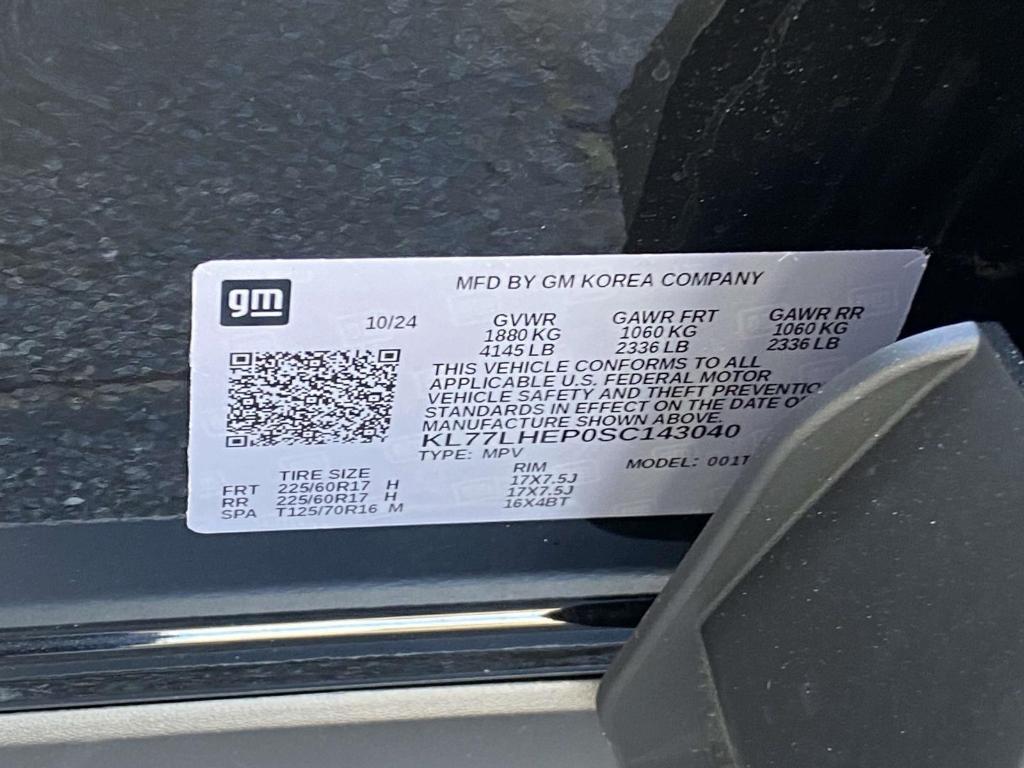 gm
MFD BY GM KOREA COMPANY
10/24
GVWR GAWR FRT GAWR RR
1880 KG 1060 KG 1060 KG
4145 LB 2336 LB 2336 LB
THIS VEHICLE CONFORMS TO ALL
APPLICABLE U.S. FEDERAL MOTOR
VEHICLE SAFETY AND THEFT PREVENTIO
STANDARDS IN EFFECT ON THE DATE O
MANUFACTURE SHOWN ABOVE
KL77LHEP0SC143040
TYPE: MPV MODEL: 001T
TIRE SIZE RIM
FRT 225/60R17 H 17X7.5J
RR 225/60R17 H 17X7.5J
SPA T125/70R16 M 16X4BT